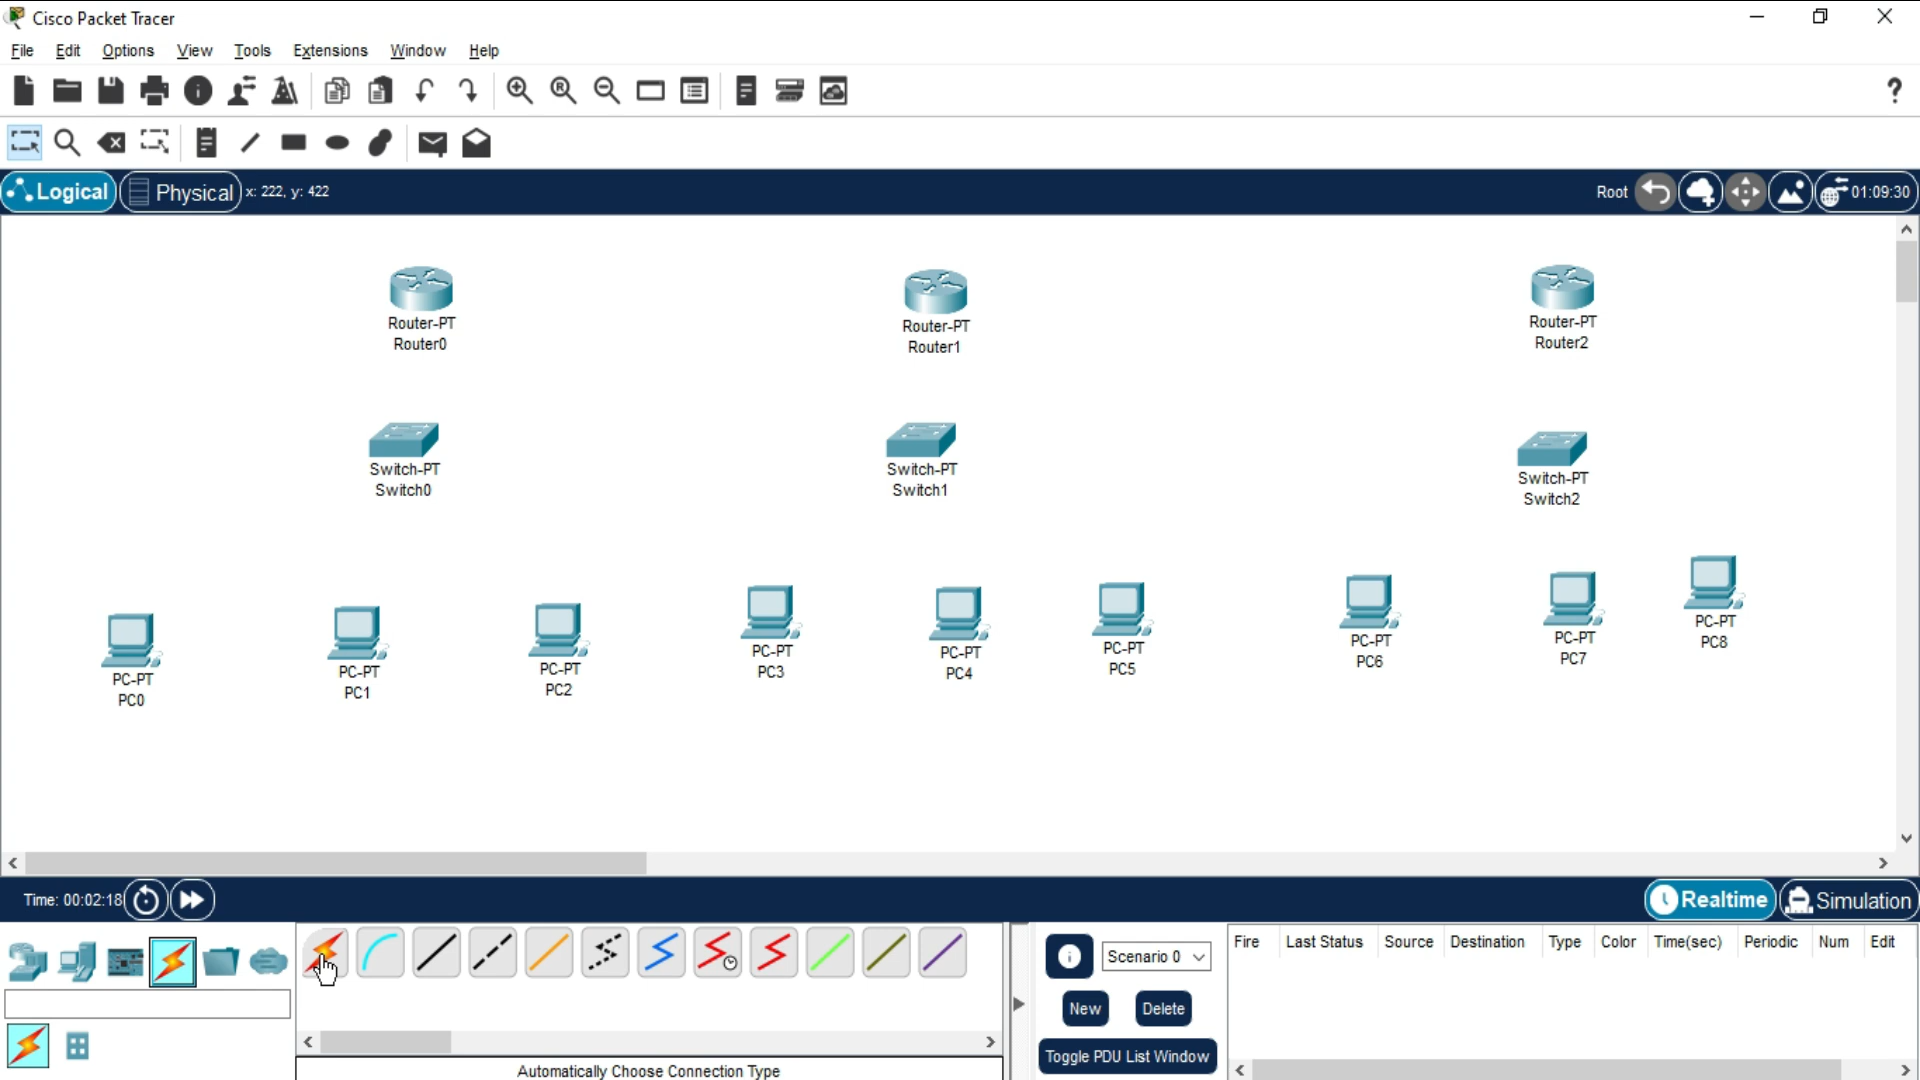 Cisco Packet Tracer
File Edit Options View Tools Extensions Window Help
Logical Physical x: 222, y: 422 Root 01:09:30
Router-PT
Router0
Router-PT
Router1
Router-PT
Router2
Switch-PT
Switch0
Switch-PT
Switch1
Switch-PT
Switch2
PC-PT
PC0
PC-PT
PC1
PC-PT
PC2
PC-PT
PC3
PC-PT
PC4
PC-PT
PC5
PC-PT
PC6
PC-PT
PC7
PC-PT
PC8
Time: 00:02:18 Realtime Simulation
Scenario 0
New Delete
Toggle PDU List Window
Fire Last Status Source Destination Type Color Time(sec) Periodic Num Edit
Automatically Choose Connection Type